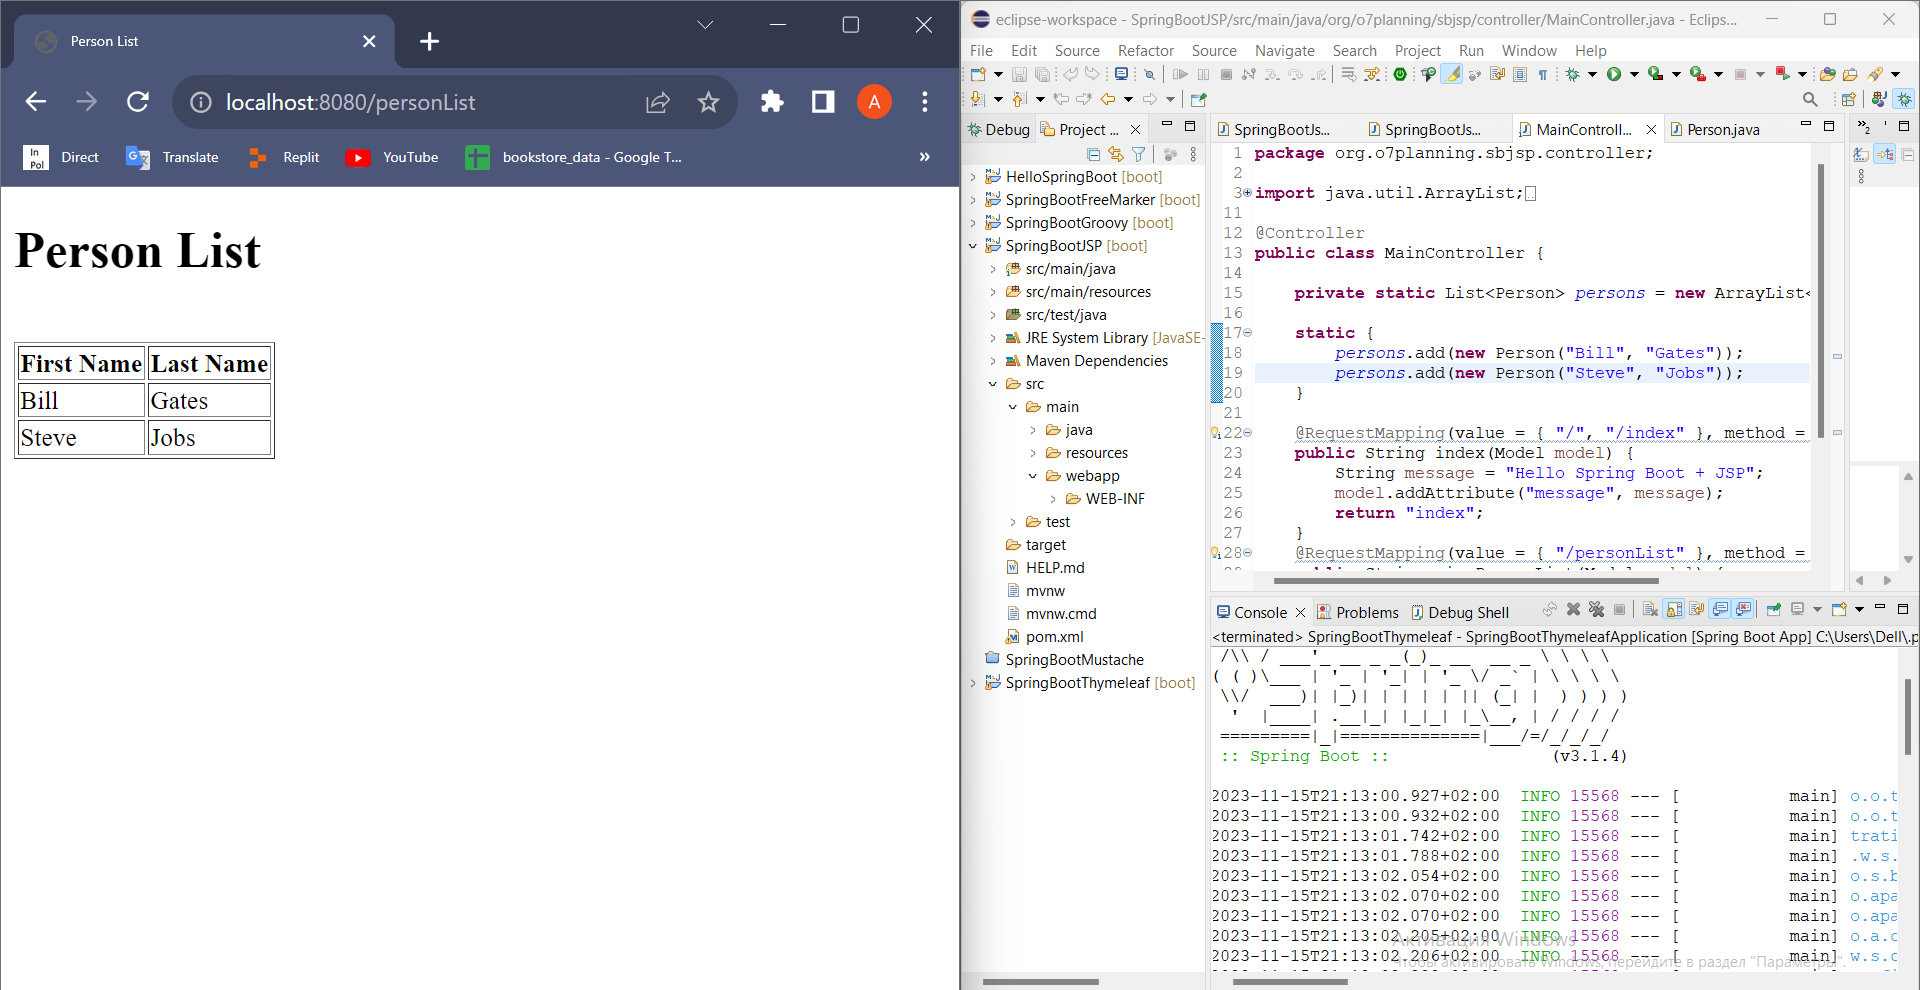 Person List
localhost:8080/personList
A
In
Pol
Direct
Translate
Replit
YouTube
bookstore_data - Google T...
»
Person List
First Name Last Name
Bill Gates
Steve Jobs
eclipse-workspace - SpringBootJSP/src/main/java/org/o7planning/sbjsp/controller/MainController.java - Eclips...
File Edit Source Refactor Source Navigate Search Project Run Window Help
Debug
Project ...
HelloSpringBoot [boot]
SpringBootFreeMarker [boot]
SpringBootGroovy [boot]
SpringBootJSP [boot]
src/main/java
src/main/resources
src/test/java
JRE System Library [JavaSE-
Maven Dependencies
src
main
java
resources
webapp
WEB-INF
test
target
HELP.md
mvnw
mvnw.cmd
pom.xml
SpringBootMustache
SpringBootThymeleaf [boot]
SpringBootJs...
SpringBootJs...
MainControll...
Person.java
1 package org.o7planning.sbjsp.controller;
2
3 import java.util.ArrayList;
11
12 @Controller
13 public class MainController {
14
15 private static List<Person> persons = new ArrayList<
16
17 static {
18 persons.add(new Person("Bill", "Gates"));
19 persons.add(new Person("Steve", "Jobs"));
20 }
21
22 @RequestMapping(value = { "/", "/index" }, method =
23 public String index(Model model) {
24 String message = "Hello Spring Boot + JSP";
25 model.addAttribute("message", message);
26 return "index";
27 }
28 @RequestMapping(value = { "/personList" }, method =
Console
Problems
Debug Shell
<terminated> SpringBootThymeleaf - SpringBootThymeleafApplication [Spring Boot App] C:\Users\Dell\.p
/\\ / ___'_ __ _ _(_)_ __  __ _ \ \ \ \
( ( )\___ | '_ | '_| | '_ \/ _` | \ \ \ \
\\/  ___)| |_)| | | | | || (_| |  ) ) ) )
'  |____| .__|_| |_|_| |_\__, | / / / /
=========|_|==============|___/=/_/_/_/
:: Spring Boot :: (v3.1.4)
2023-11-15T21:13:00.927+02:00 INFO 15568 --- [ main] o.o.t
2023-11-15T21:13:00.932+02:00 INFO 15568 --- [ main] o.o.t
2023-11-15T21:13:01.742+02:00 INFO 15568 --- [ main] trati
2023-11-15T21:13:01.788+02:00 INFO 15568 --- [ main] .w.s.
2023-11-15T21:13:02.054+02:00 INFO 15568 --- [ main] o.s.b
2023-11-15T21:13:02.070+02:00 INFO 15568 --- [ main] o.apa
2023-11-15T21:13:02.070+02:00 INFO 15568 --- [ main] o.apa
2023-11-15T21:13:02.205+02:00 INFO 15568 --- [ main] o.a.c
2023-11-15T21:13:02.206+02:00 INFO 15568 --- [ main] w.s.c
Активация Windows
Чтобы активировать Windows, перейдите в раздел "Параметры".